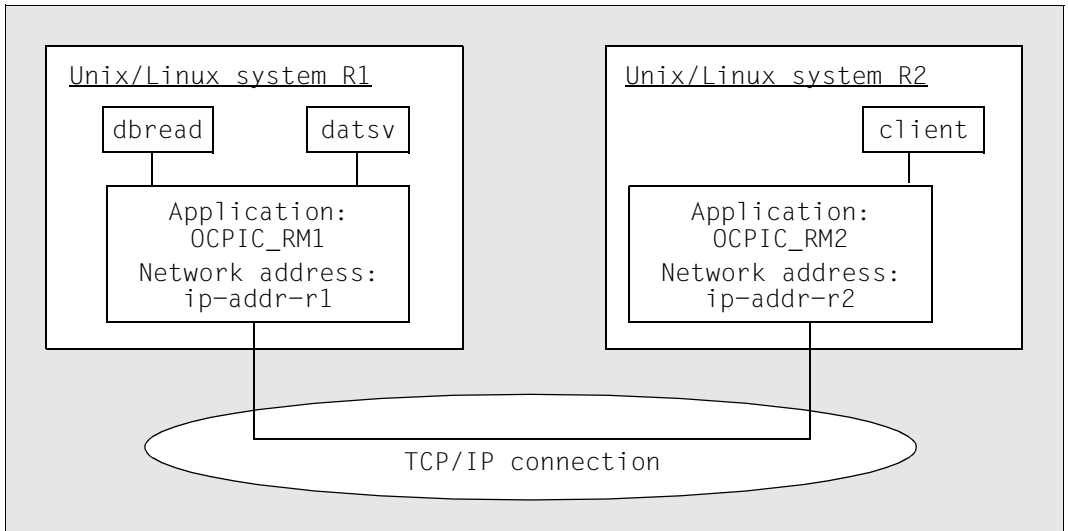 Unix/Linux system R1
dbread
datsv
Application:
OCPIC_RM1
Network address:
ip-addr-r1
Unix/Linux system R2
client
Application:
OCPIC_RM2
Network address:
ip-addr-r2
TCP/IP connection